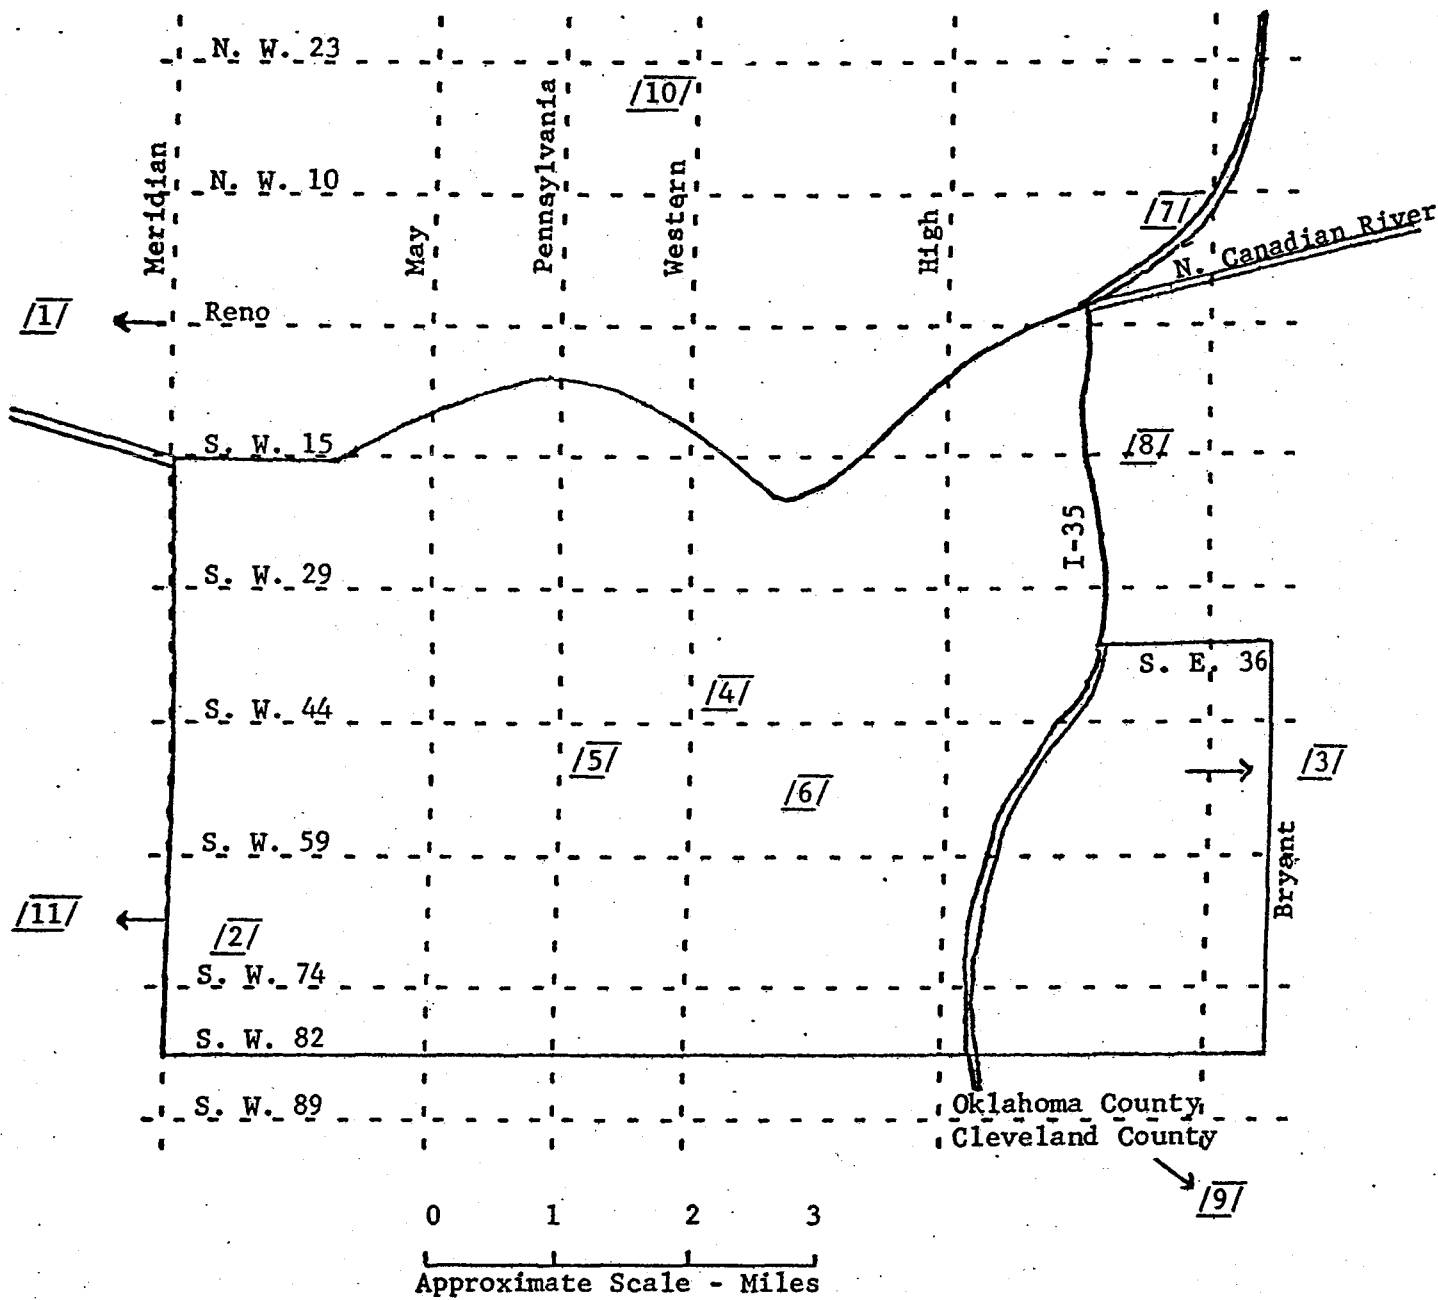 N. W. 23
/10/
Pennsylvania
Meridian
N. W. 10
Western
/7/
High
May
N. Canadian River
/1/
Reno
S. W. 15
/8/
I-35
S. W. 29
S. E. 36
/4/
S. W. 44
/5/
/3/
/6/
S. W. 59
Bryant
/11/
/2/
S. W. 74
S. W. 82
S. W. 89
Oklahoma County
Cleveland County
/9/
0 1 2 3
Approximate Scale - Miles